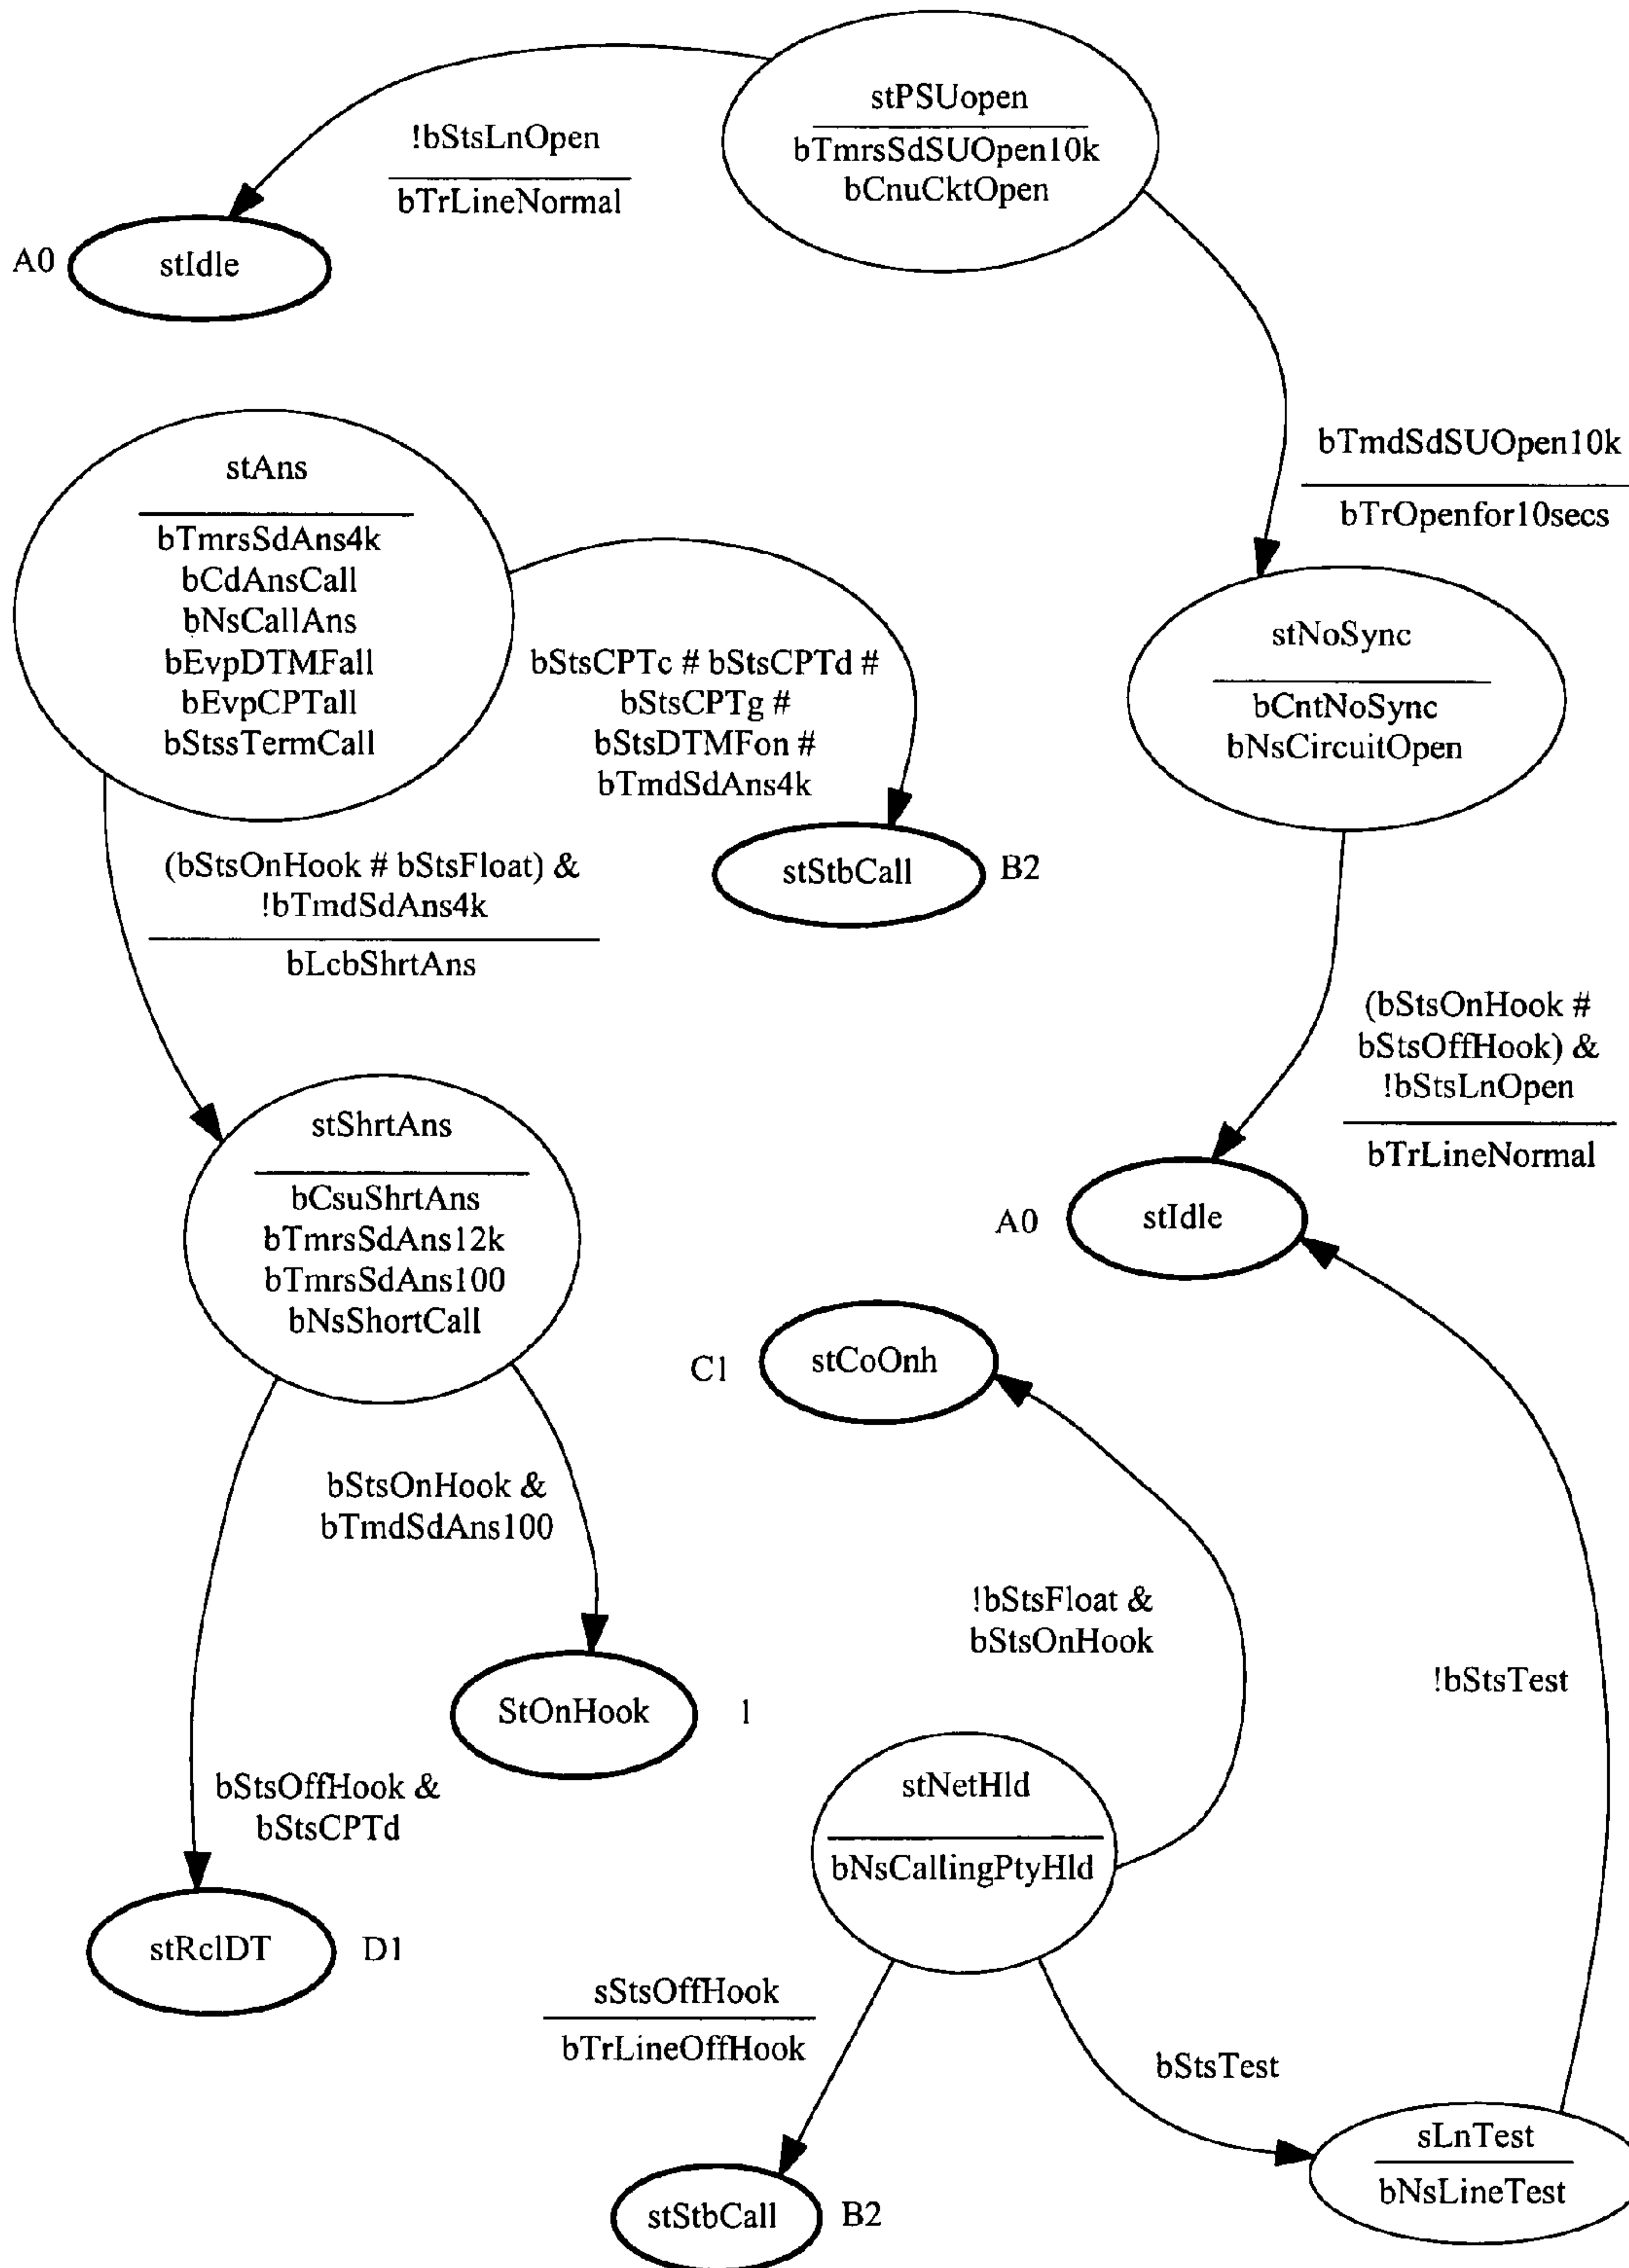 stPSUopen
bTmrsSdSUOpen10k
bCnuCktOpen
!bStsLnOpen
bTrLineNormal
A0
stIdle
bTmdSdSUOpen10k
bTrOpenfor10secs
stAns
bTmrsSdAns4k
bCdAnsCall
bNsCallAns
bEvpDTMFall
bEvpCPTall
bStssTermCall
bStsCPTc # bStsCPTd #
bStsCPTg #
bStsDTMFon #
bTmdSdAns4k
stNoSync
bCntNoSync
bNsCircuitOpen
stStbCall
B2
(bStsOnHook # bStsFloat) &
!bTmdSdAns4k
bLcbShrtAns
(bStsOnHook #
bStsOffHook) &
!bStsLnOpen
bTrLineNormal
stShrtAns
bCsuShrtAns
bTmrsSdAns12k
bTmrsSdAns100
bNsShortCall
A0
stIdle
C1
stCoOnh
bStsOnHook &
bTmdSdAns100
!bStsFloat &
bStsOnHook
!bStsTest
StOnHook
1
bStsOffHook &
bStsCPTd
stNetHld
bNsCallingPtyHld
stRclDT
D1
sStsOffHook
bTrLineOffHook
bStsTest
sLnTest
bNsLineTest
stStbCall
B2